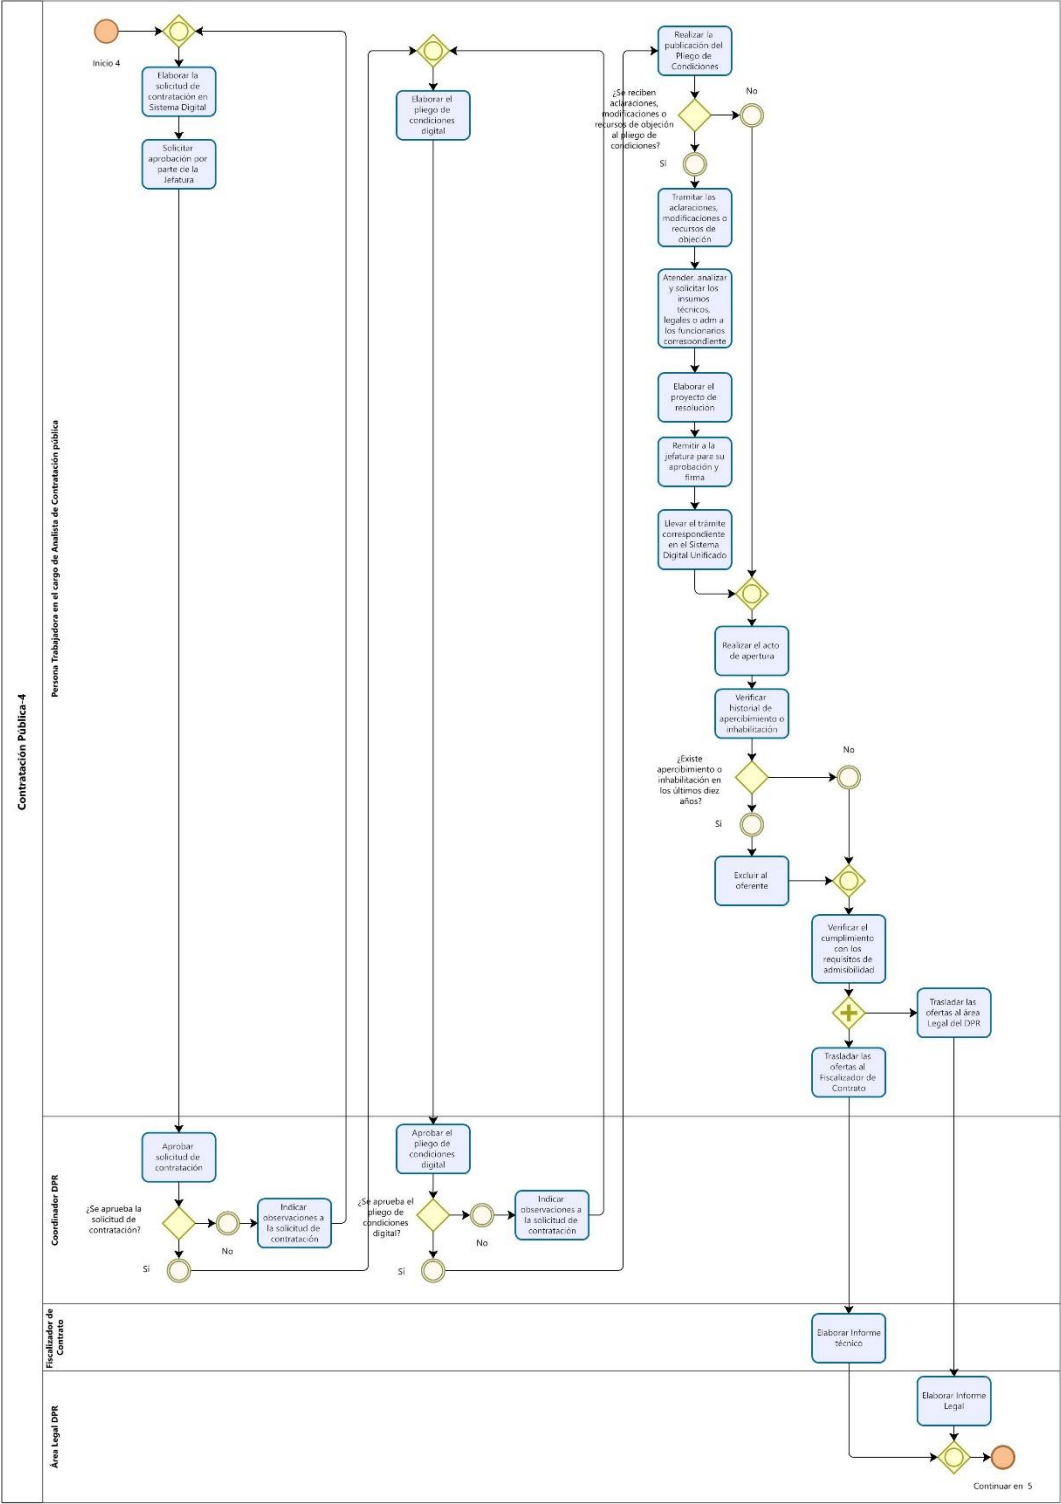 Contratación Pública-4
Persona Trabajadora en el cargo de Analista de Contratación pública
Inicio 4
Elaborar la
solicitud de
contratación en
Sistema Digital
Solicitar
aprobación por
parte de la
Jefatura
Elaborar el
pliego de
condiciones
digital
Realizar la
publicación del
Pliego de
Condiciones
¿Se reciben
aclaraciones,
modificaciones o
recursos de objeción
al pliego de
condiciones?
No
Sí
Tramitar las
aclaraciones,
modificaciones o
recursos de
objeción
Atender, analizar
y solicitar los
insumos
técnicos,
legales o adm a
los funcionarios
correspondiente
Elaborar el
proyecto de
resolución
Remitir a la
jefatura para su
aprobación y
firma
Llevar el trámite
correspondiente
en el Sistema
Digital Unificado
Realizar el acto
de apertura
Verificar
historial de
apercibimiento o
inhabilitación
¿Existe
apercibimiento o
inhabilitación en
los últimos diez
años?
No
Sí
Excluir al
oferente
Verificar el
cumplimiento
con los
requisitos de
admisibilidad
Trasladar las
ofertas al área
Legal del DPR
Trasladar las
ofertas al
Fiscalizador de
Contrato
Coordinador DPR
Aprobar
solicitud de
contratación
¿Se aprueba la
solicitud de
contratación?
No
Sí
Indicar
observaciones a
la solicitud de
contratación
Aprobar el
pliego de
condiciones
digital
¿Se aprueba el
pliego de
condiciones
digital?
No
Sí
Indicar
observaciones a
la solicitud de
contratación
Fiscalizador de
Contrato
Elaborar Informe
técnico
Área Legal DPR
Elaborar Informe
Legal
Continuar en 5